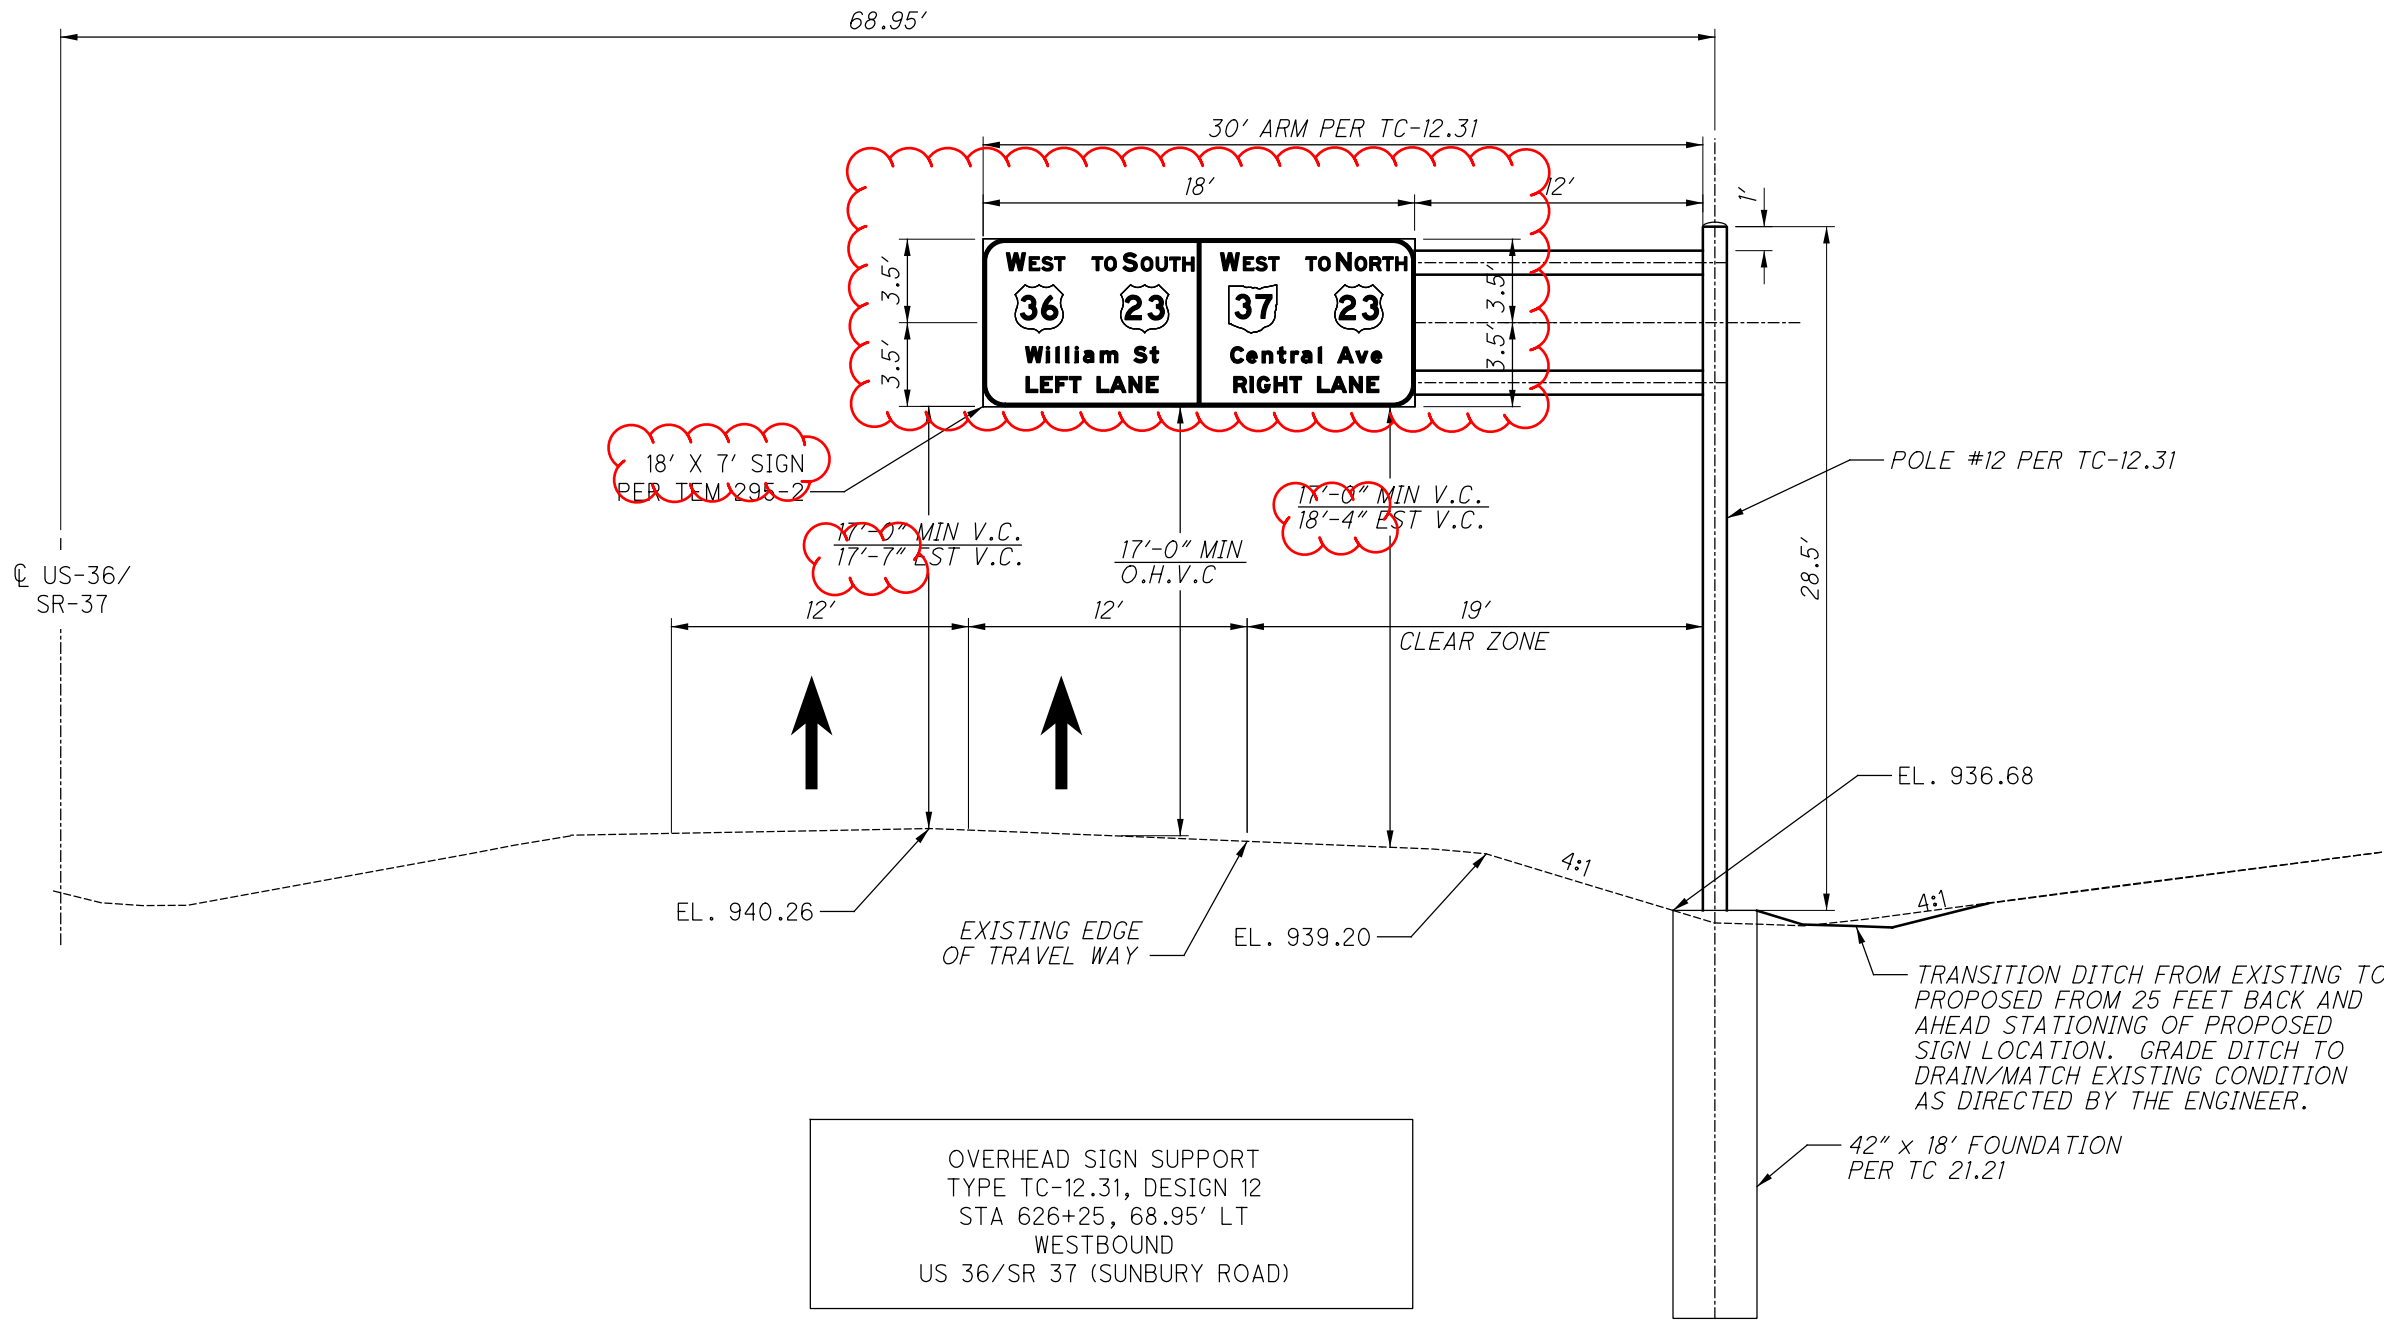 68.95'
30' ARM PER TC-12.31
18'
12'
1'
3.5'
3.5'
3.5'
3.5'
WEST TO SOUTH
36 23
William St
LEFT LANE
WEST TO NORTH
37 23
Central Ave
RIGHT LANE
18' X 7' SIGN
PER TEM 295-2
17'-0" MIN V.C.
17'-7" EST V.C.
17'-0" MIN
O.H.V.C
17'-0" MIN V.C.
18'-4" EST V.C.
POLE #12 PER TC-12.31
28.5'
℄ US-36/
SR-37
12'
12'
19'
CLEAR ZONE
EL. 936.68
4:1
4:1
EL. 940.26
EXISTING EDGE
OF TRAVEL WAY
EL. 939.20
TRANSITION DITCH FROM EXISTING TO
PROPOSED FROM 25 FEET BACK AND
AHEAD STATIONING OF PROPOSED
SIGN LOCATION. GRADE DITCH TO
DRAIN/MATCH EXISTING CONDITION
AS DIRECTED BY THE ENGINEER.
42" x 18' FOUNDATION
PER TC 21.21
OVERHEAD SIGN SUPPORT
TYPE TC-12.31, DESIGN 12
STA 626+25, 68.95' LT
WESTBOUND
US 36/SR 37 (SUNBURY ROAD)